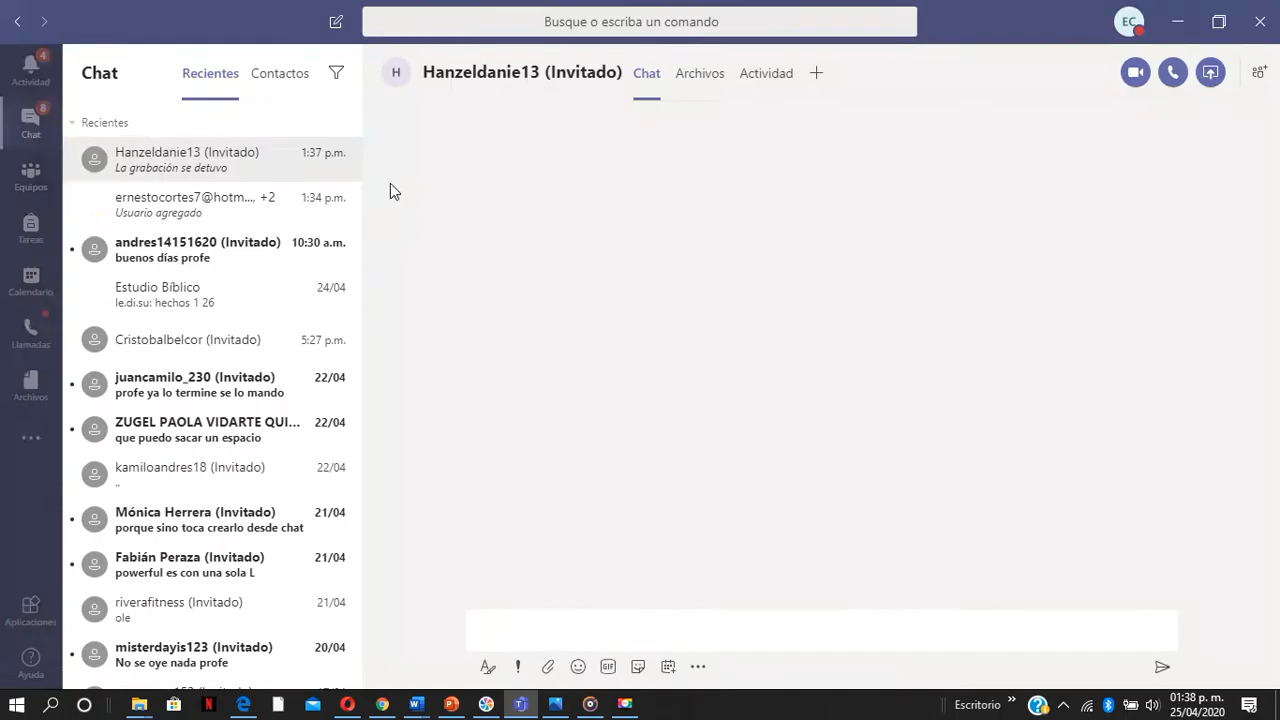 Busque o escriba un comando
EC
4
Actividad
8
Chat
Equipos
Tareas
Calendario
Llamadas
Archivos
Aplicaciones
Ayuda
Chat
Recientes
Contactos
Recientes
Hanzeldanie13 (Invitado) 1:37 p.m.
La grabación se detuvo
ernestocortes7@hotm..., +2 1:34 p.m.
Usuario agregado
andres14151620 (Invitado) 10:30 a.m.
buenos días profe
Estudio Bíblico 24/04
le.di.su: hechos 1 26
Cristobalbelcor (Invitado) 5:27 p.m.
juancamilo_230 (Invitado) 22/04
profe ya lo termine se lo mando
ZUGEL PAOLA VIDARTE QUI... 22/04
que puedo sacar un espacio
kamiloandres18 (Invitado) 22/04
..
Mónica Herrera (Invitado) 21/04
porque sino toca crearlo desde chat
Fabián Peraza (Invitado) 21/04
powerful es con una sola L
riverafitness (Invitado) 21/04
ole
misterdayis123 (Invitado) 20/04
No se oye nada profe
H
Hanzeldanie13 (Invitado)
Chat
Archivos
Actividad
GIF
Escritorio
01:38 p. m.
25/04/2020